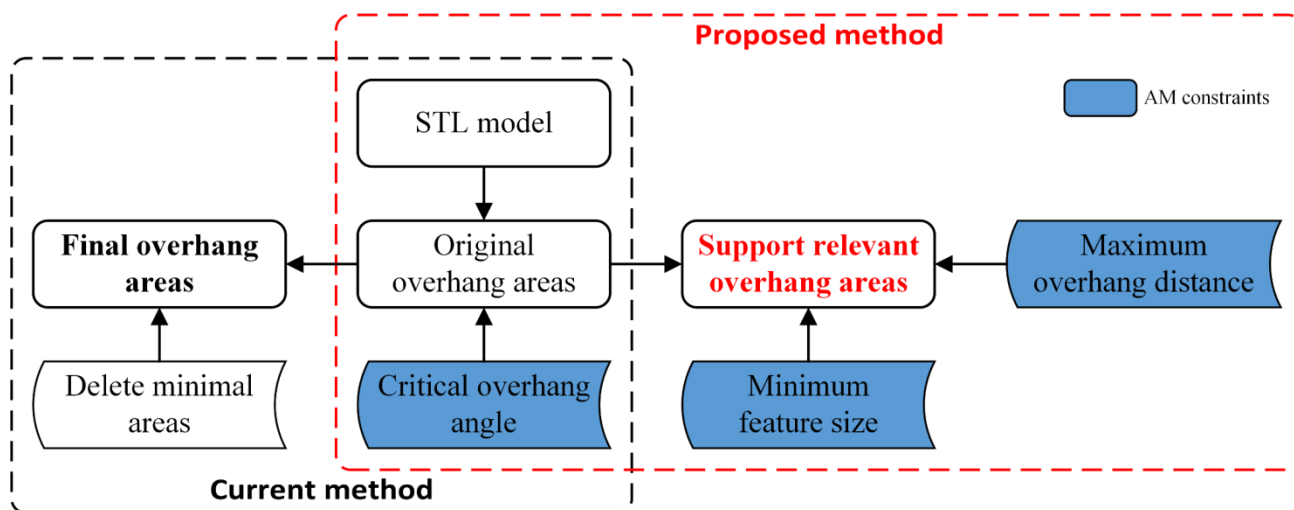 Proposed method
STL model
AM constraints
Final overhang
areas
Original
overhang areas
Support relevant
overhang areas
Maximum
overhang distance
Delete minimal
areas
Critical overhang
angle
Minimum
feature size
Current method